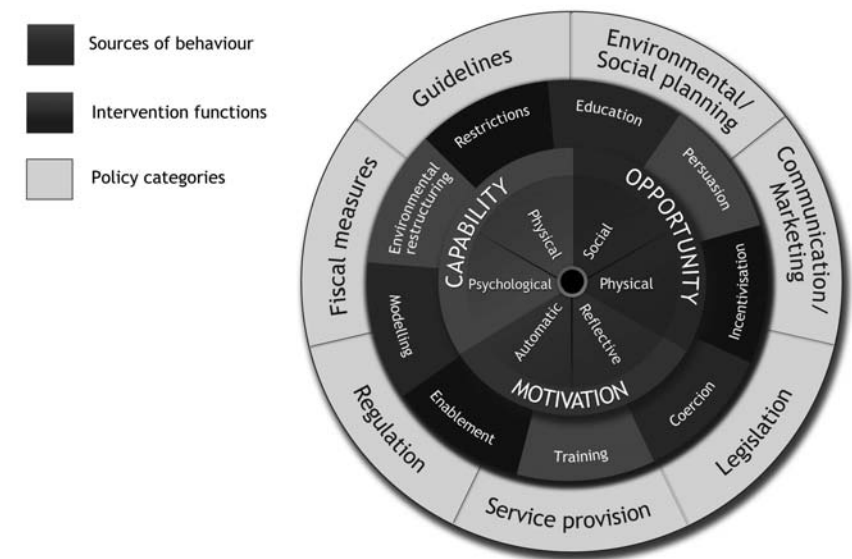 Sources of behaviour
Intervention functions
Policy categories
Guidelines
Environmental/
Social planning
Communication/
Marketing
Legislation
Service provision
Regulation
Fiscal measures
Restrictions
Education
Persuasion
Incentivisation
Coercion
Training
Enablement
Modelling
Environmental
restructuring
CAPABILITY
OPPORTUNITY
MOTIVATION
Physical
Social
Physical
Reflective
Automatic
Psychological